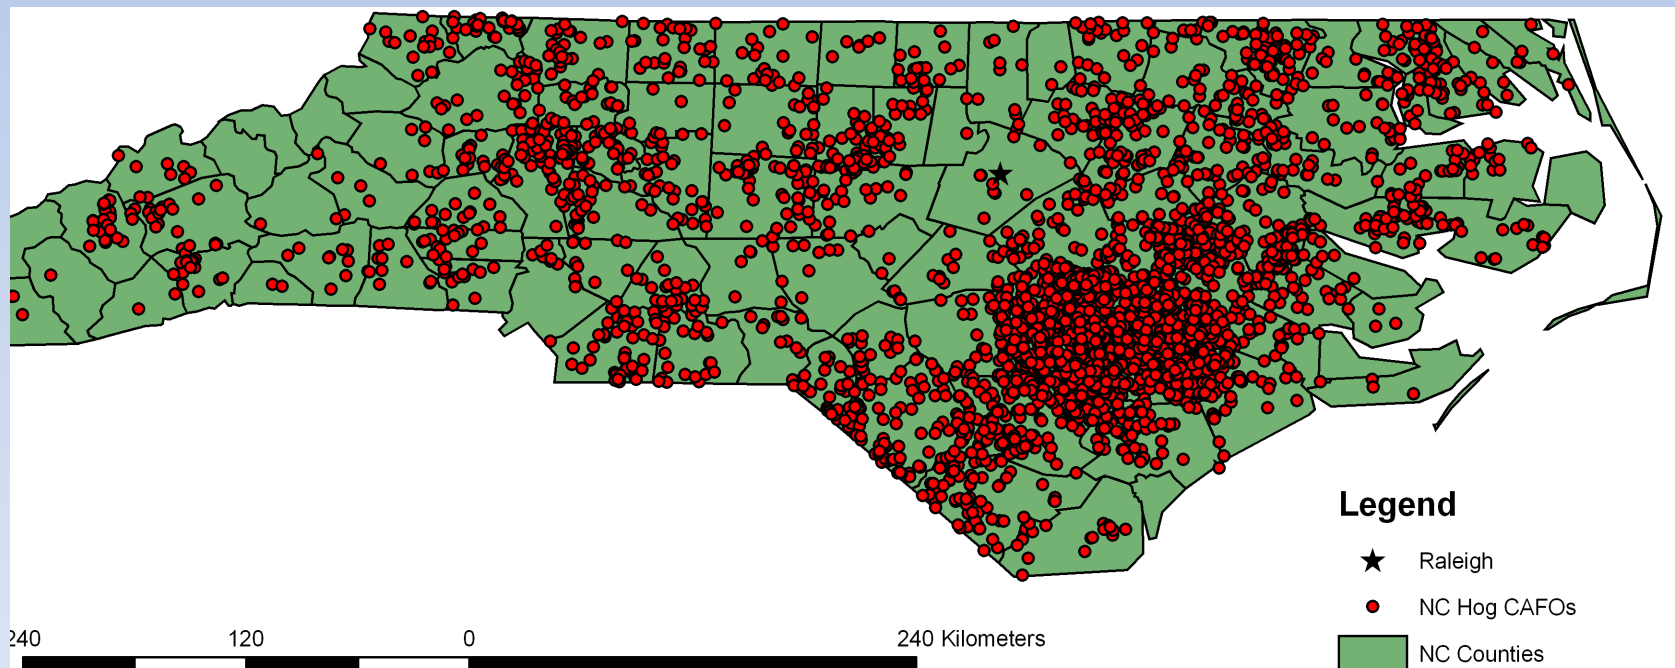 Legend
Raleigh
NC Hog CAFOs
NC Counties
240 120 0 240 Kilometers